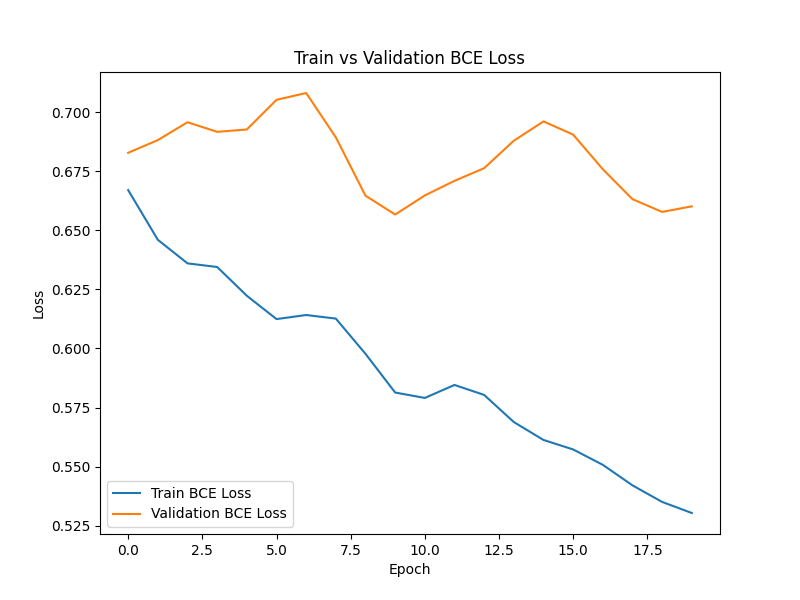 Train vs Validation BCE Loss
0.700
0.675
0.650
0.625
0.600
0.575
0.550
0.525
Loss
Train BCE Loss
Validation BCE Loss
0.0 2.5 5.0 7.5 10.0 12.5 15.0 17.5
Epoch